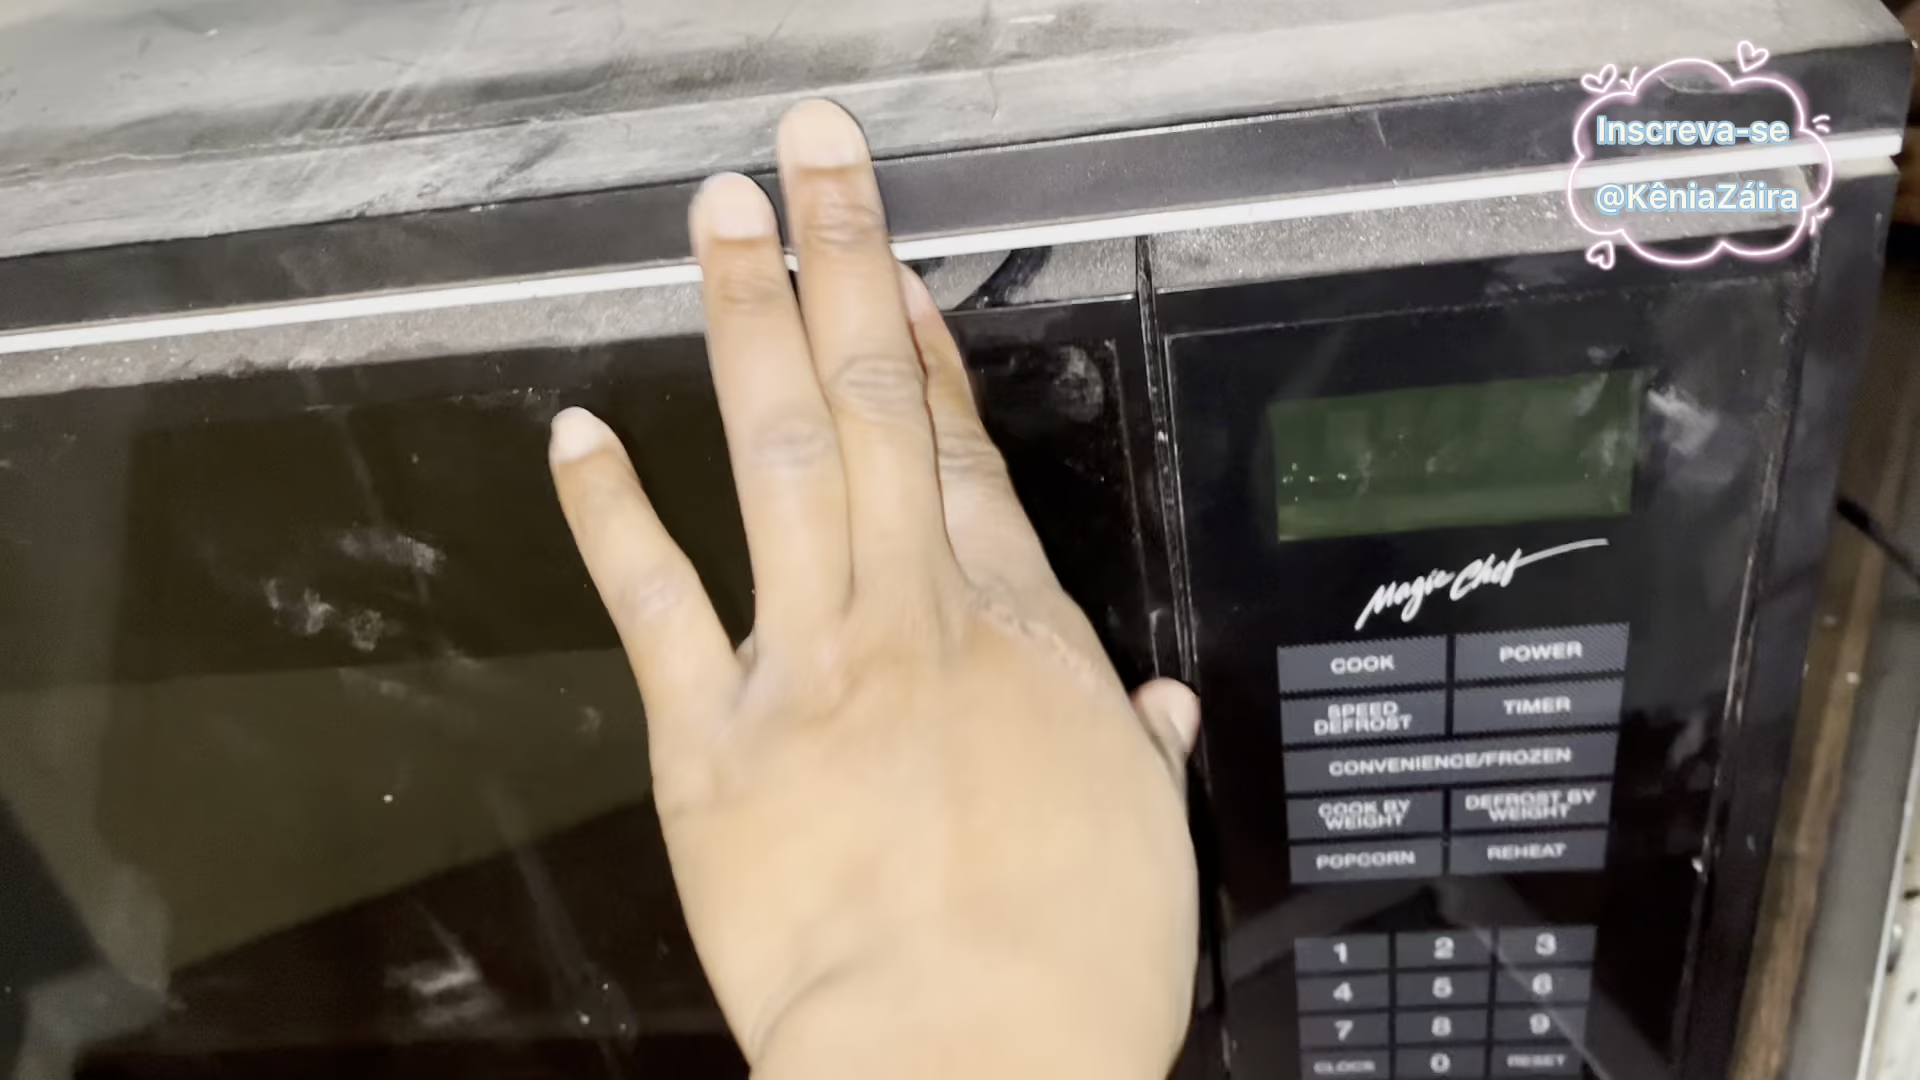 Inscreva-se
@KêniaZáira
Magic Chef
COOK
POWER
SPEED
DEFROST
TIMER
CONVENIENCE/FROZEN
COOK BY
WEIGHT
DEFROST BY
WEIGHT
POPCORN
REHEAT
1 2 3
4 5 6
7 8 9
CLOCK 0 RESET